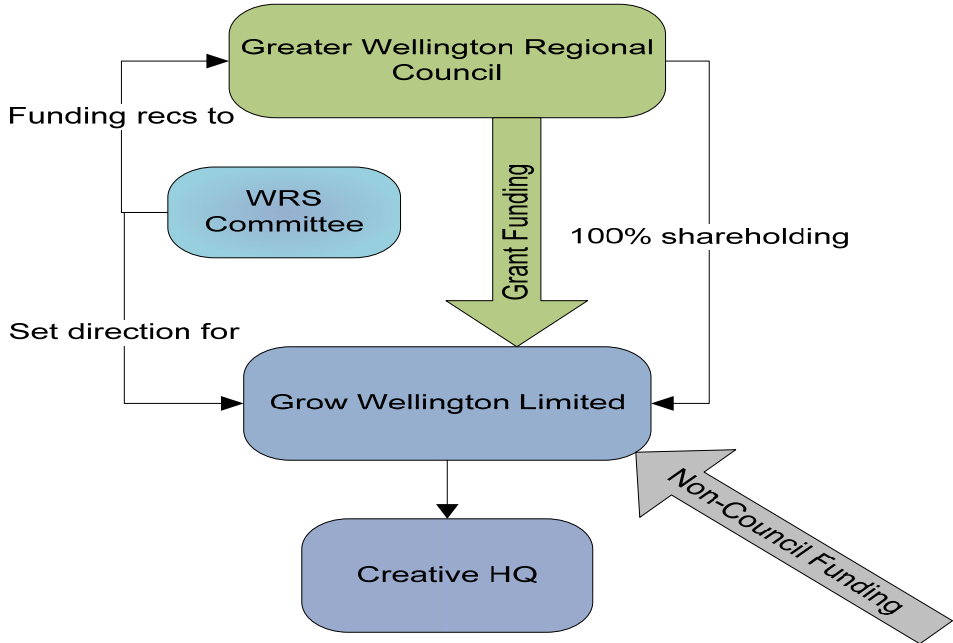 Greater Wellington Regional
Council
Funding recs to
WRS
Committee
Grant Funding
100% shareholding
Set direction for
Grow Wellington Limited
Non-Council Funding
Creative HQ